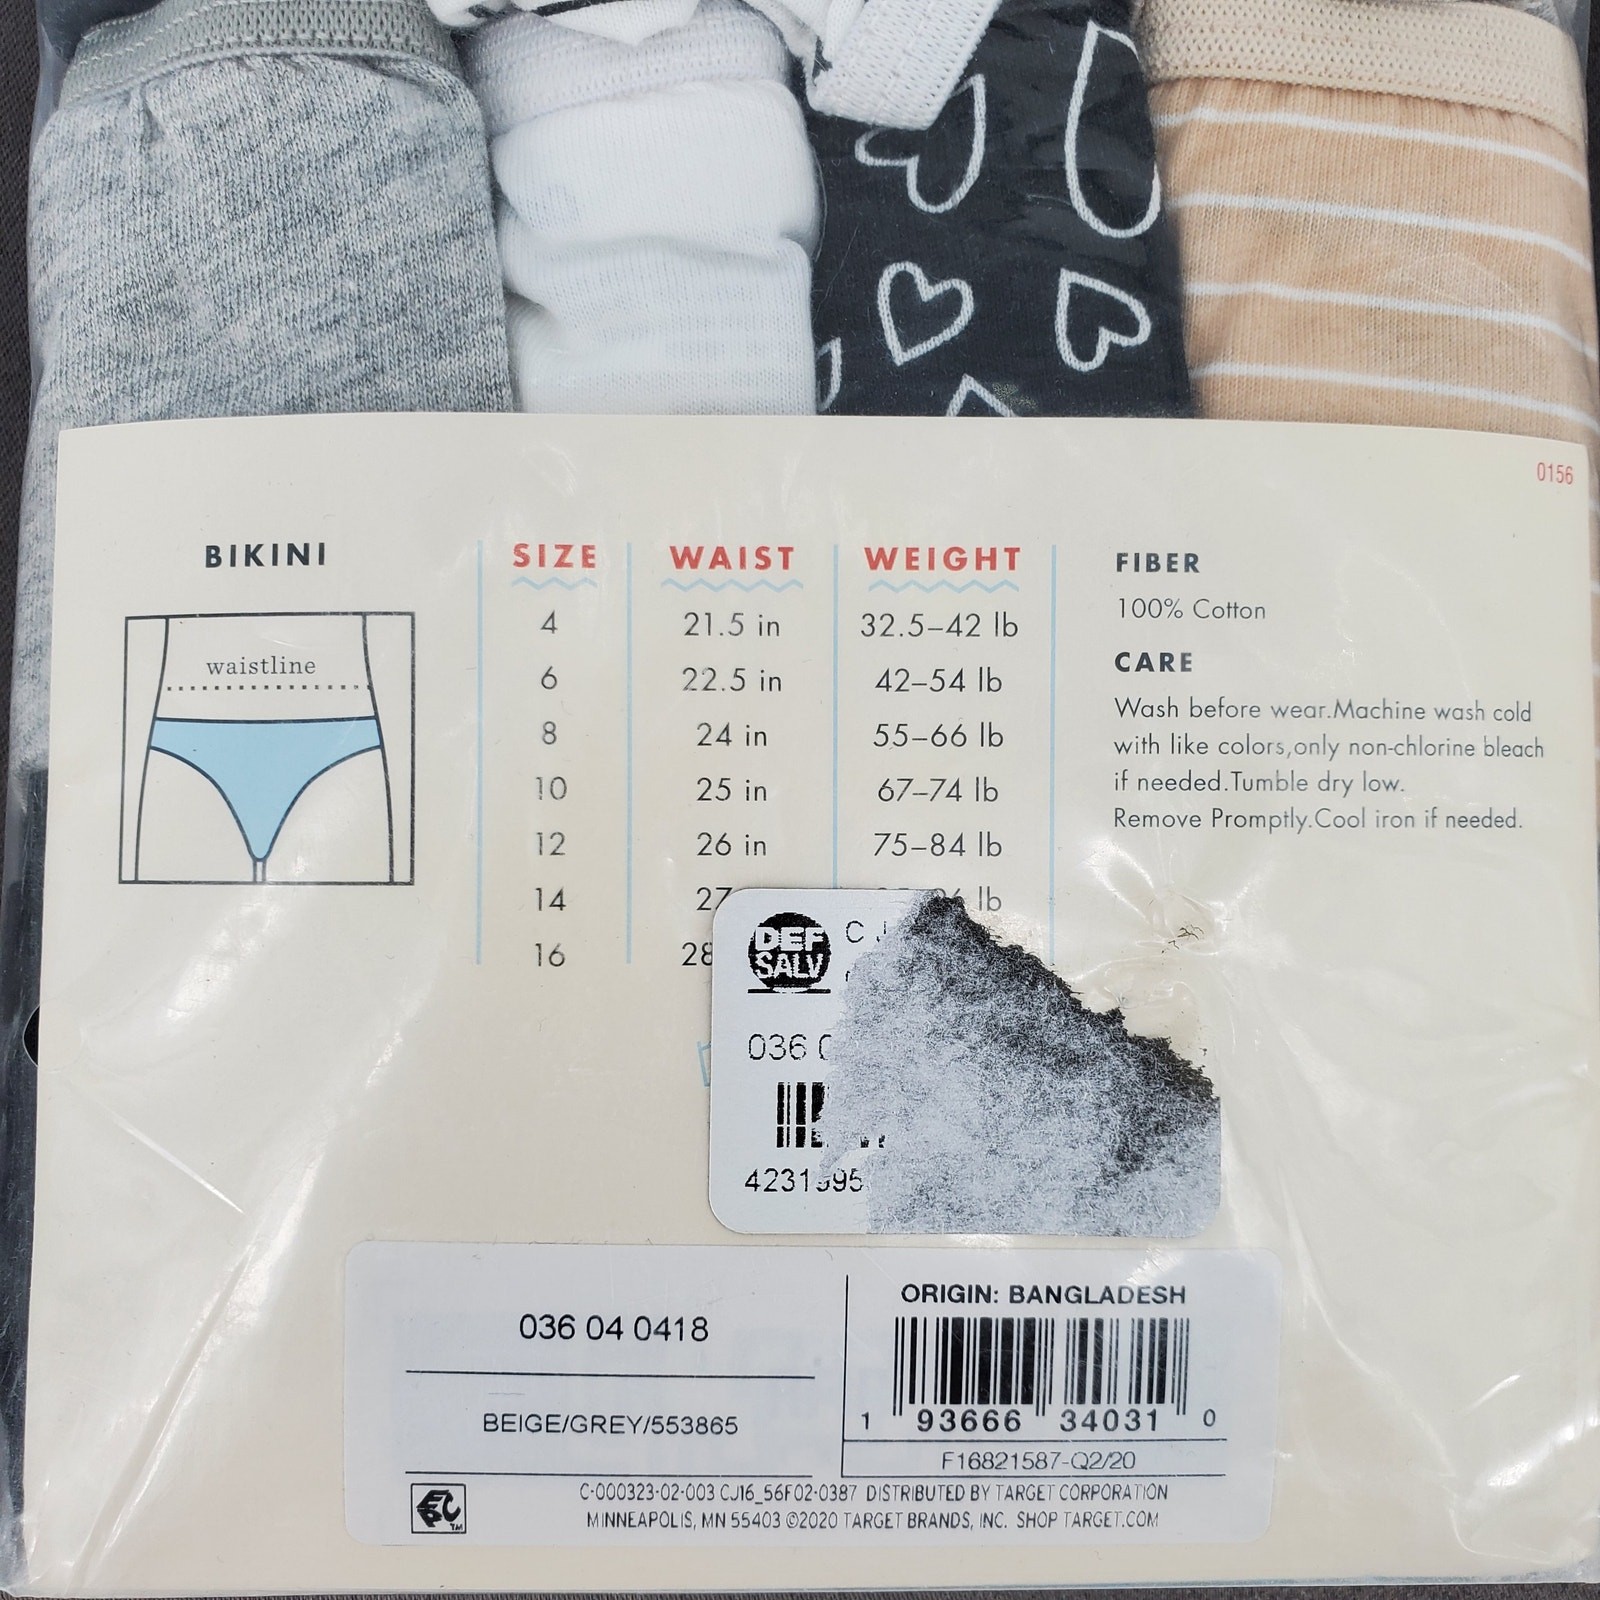 0156
BIKINI
waistline
SIZE WAIST WEIGHT
4 21.5 in 32.5–42 lb
6 22.5 in 42–54 lb
8 24 in 55–66 lb
10 25 in 67–74 lb
12 26 in 75–84 lb
14 27 lb
16 28
FIBER
100% Cotton
CARE
Wash before wear.Machine wash cold
with like colors,only non-chlorine bleach
if needed.Tumble dry low.
Remove Promptly.Cool iron if needed.
DEF
SALV
C J
036
036 04 0418
BEIGE/GREY/553865
ORIGIN: BANGLADESH
1 93666 34031 0
F16821587-Q2/20
C-000323-02-003 CJ16_56F02-0387 DISTRIBUTED BY TARGET CORPORATION
MINNEAPOLIS, MN 55403 ©2020 TARGET BRANDS, INC. SHOP TARGET.COM